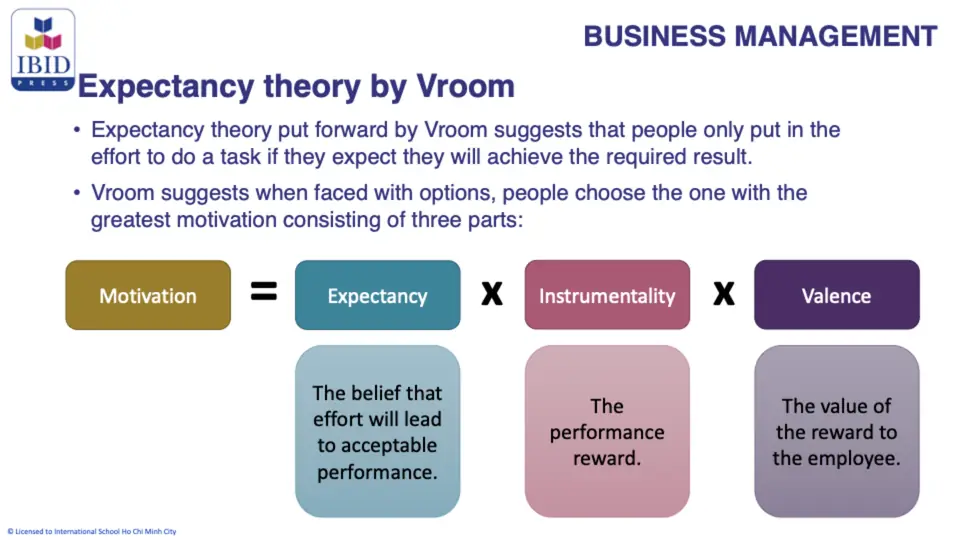 BUSINESS MANAGEMENT
IBID
PRESS
Expectancy theory by Vroom
• Expectancy theory put forward by Vroom suggests that people only put in the
effort to do a task if they expect they will achieve the required result.
• Vroom suggests when faced with options, people choose the one with the
greatest motivation consisting of three parts:
Motivation = Expectancy x Instrumentality x Valence
The belief that
effort will lead
to acceptable
performance.
The
performance
reward.
The value of
the reward to
the employee.
© Licensed to International School Ho Chi Minh City